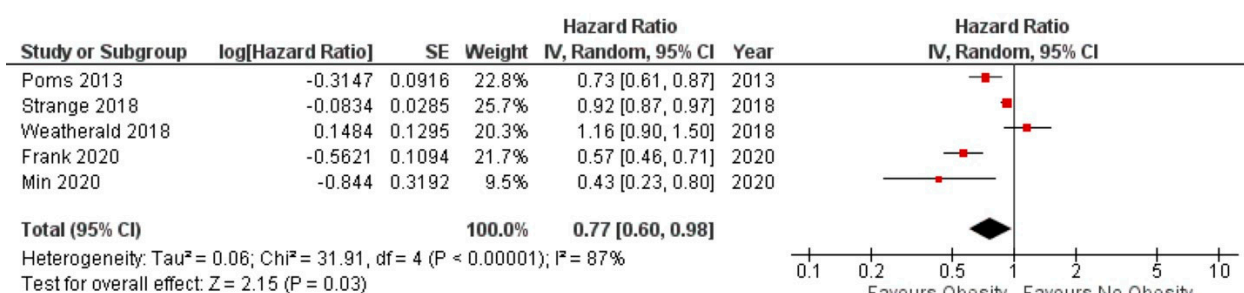 Hazard Ratio Hazard Ratio
Study or Subgroup log[Hazard Ratio] SE Weight IV, Random, 95% CI Year IV, Random, 95% CI
Poms 2013 -0.3147 0.0916 22.8% 0.73 [0.61, 0.87] 2013
Strange 2018 -0.0834 0.0285 25.7% 0.92 [0.87, 0.97] 2018
Weatherald 2018 0.1484 0.1295 20.3% 1.16 [0.90, 1.50] 2018
Frank 2020 -0.5621 0.1094 21.7% 0.57 [0.46, 0.71] 2020
Min 2020 -0.844 0.3192 9.5% 0.43 [0.23, 0.80] 2020
Total (95% CI) 100.0% 0.77 [0.60, 0.98]
Heterogeneity: Tau² = 0.06; Chi² = 31.91, df = 4 (P < 0.00001); I² = 87%
0.1 0.2 0.5 1 2 5 10
Test for overall effect: Z = 2.15 (P = 0.03)
Favours Obesity Favours No Obesity